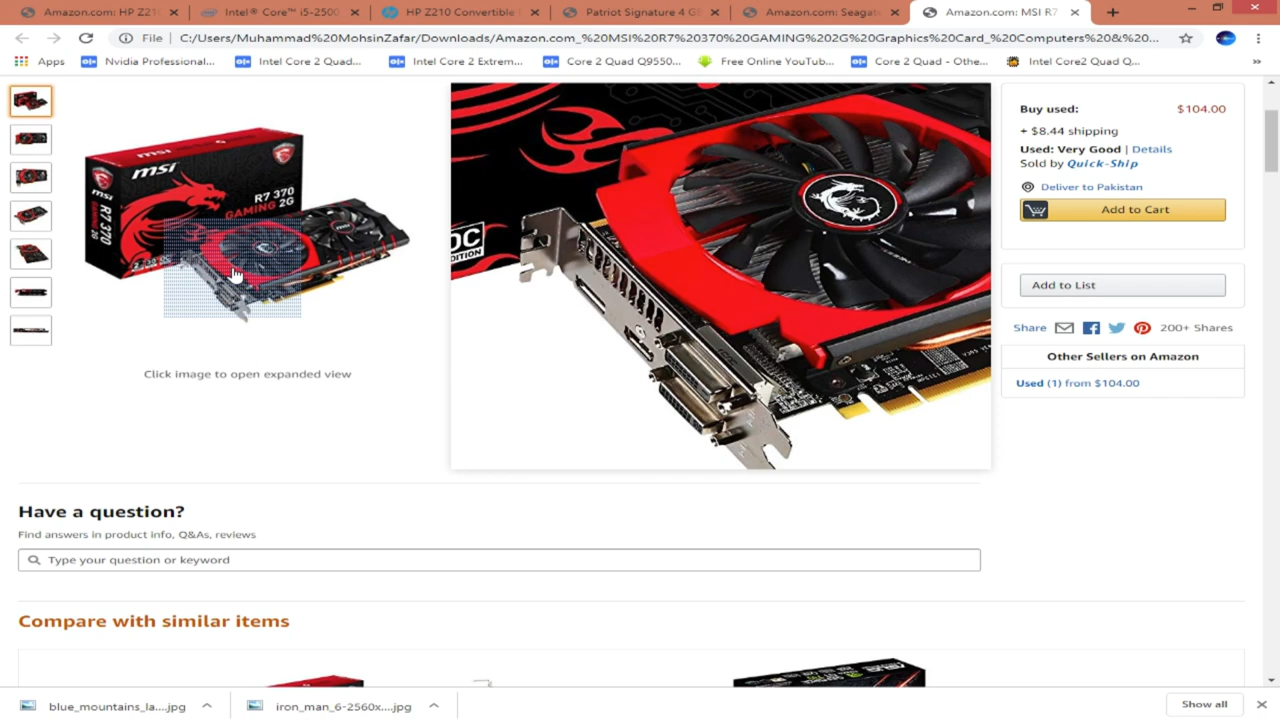 Amazon.com: HP Z21
Intel® Core™ i5-2500
HP Z210 Convertible
Patriot Signature 4 G
Amazon.com: Seagat
Amazon.com: MSI R7
File
C:/Users/Muhammad%20MohsinZafar/Downloads/Amazon.com_%20MSI%20R7%20370%20GAMING%202G%20Graphics%20Card_%20Computers%20&%20...
Apps
Nvidia Professional...
Intel Core 2 Quad...
Intel Core 2 Extrem...
Core 2 Quad Q9550...
Free Online YouTub...
Core 2 Quad - Othe...
Intel Core2 Quad Q...
»
msi
R7 370
GAMING 2G
msi
R7 370
GAMING 2G
OC
EDITION
Click image to open expanded view
Buy used:
$104.00
+ $8.44 shipping
Used: Very Good | Details
Sold by Quick-Ship
Deliver to Pakistan
Add to Cart
Add to List
Share
200+ Shares
Other Sellers on Amazon
Used (1) from $104.00
Have a question?
Find answers in product info, Q&As, reviews
Type your question or keyword
Compare with similar items
blue_mountains_la....jpg
iron_man_6-2560x....jpg
Show all